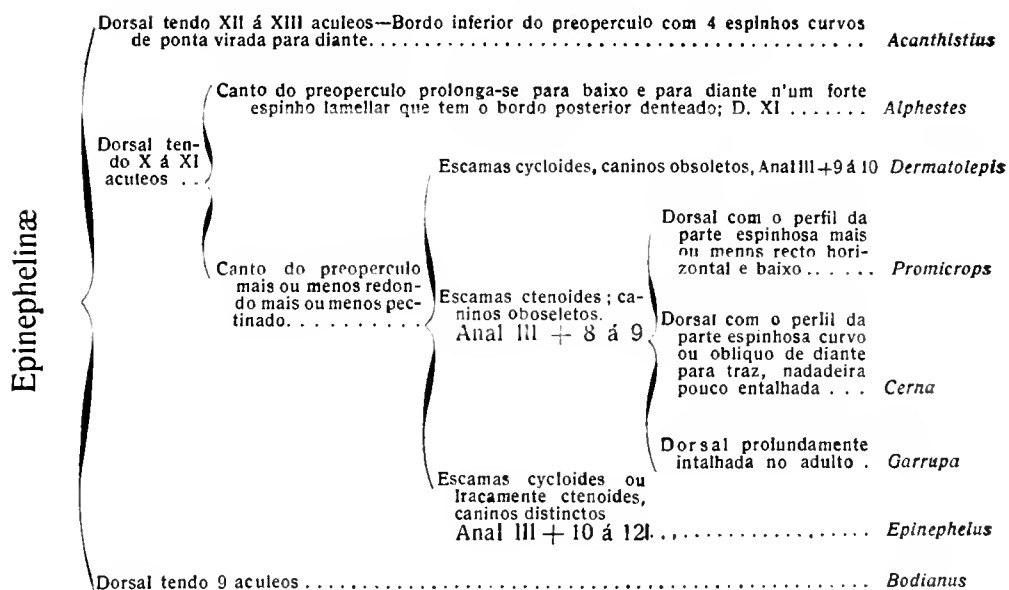 Epinephelinæ
Dorsal tendo XII á XIII aculeos—Bordo inferior do preoperculo com 4 espinhos curvos
de ponta virada para diante. . . . . . . . . . . . . . . . . . . . . . . . . . . . . . . . . . . . . . . . . . . . Acanthistius
Dorsal ten-
do X á XI
aculeos . .
Canto do preoperculo prolonga-se para baixo e para diante n'um forte
espinho lamellar que tem o bordo posterior denteado; D. XI . . . . . . . Alphestes
Canto do preoperculo
mais ou menos redon-
do mais ou menos pec-
tinado. . . . . . . . . . .
Escamas cycloides, caninos obsoletos, Anal III + 9 á 10 Dermatolepis
Escamas ctenoides ; ca-
ninos oboseletos.
Anal III + 8 á 9
Dorsal com o perfil da
parte espinhosa mais
ou menns recto hori-
zontal e baixo . . . . . . Promicrops
Dorsal com o perlil da
parte espinhosa curvo
ou obliquo de diante
para traz, nadadeira
pouco entalhada . . . Cerna
Dorsal prolundamente
intalhada no adulto . Garrupa
Escamas cycloides ou
lracamente ctenoides,
caninos distinctos
Anal III + 10 á 12 . . . . . . . . . . . . . . . . . . . . Epinephelus
Dorsal tendo 9 aculeos . . . . . . . . . . . . . . . . . . . . . . . . . . . . . . . . . . . . . . . . . . . . . . . . . . . Bodianus